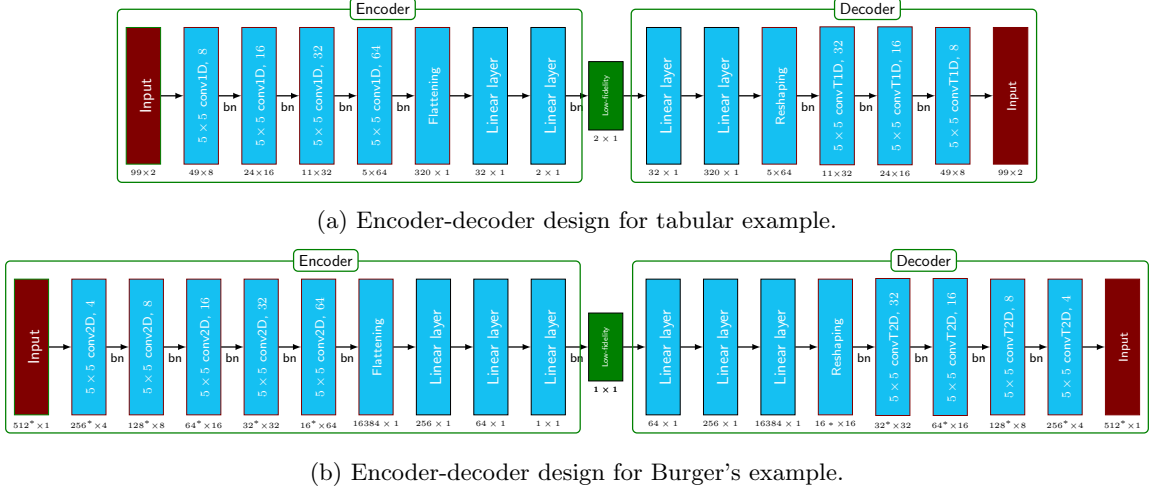 Encoder
Decoder
Input
5 × 5 conv1D, 8
bn
5 × 5 conv1D, 16
bn
5 × 5 conv1D, 32
bn
5 × 5 conv1D, 64
bn
Flattening
Linear layer
Linear layer
bn
Low-fidelity
Linear layer
Linear layer
Reshaping
bn
5 × 5 convT1D, 32
bn
5 × 5 convT1D, 16
bn
5 × 5 convT1D, 8
Input
99×2
49×8
24×16
11×32
5×64
320 × 1
32 × 1
2 × 1
2 × 1
32 × 1
320 × 1
5×64
11×32
24×16
49×8
99×2
(a) Encoder-decoder design for tabular example.
Encoder
Decoder
Input
5 × 5 conv2D, 4
bn
5 × 5 conv2D, 8
bn
5 × 5 conv2D, 16
bn
5 × 5 conv2D, 32
bn
5 × 5 conv2D, 64
bn
Flattening
Linear layer
Linear layer
Linear layer
bn
Low-fidelity
Linear layer
Linear layer
Linear layer
Reshaping
bn
5 × 5 convT2D, 32
bn
5 × 5 convT2D, 16
bn
5 × 5 convT2D, 8
bn
5 × 5 convT2D, 4
Input
512*×1
256*×4
128*×8
64*×16
32*×32
16*×64
16384 × 1
256 × 1
64 × 1
1 × 1
1 × 1
64 × 1
256 × 1
16384 × 1
16 * ×16
32*×32
64*×16
128*×8
256*×4
512*×1
(b) Encoder-decoder design for Burger's example.